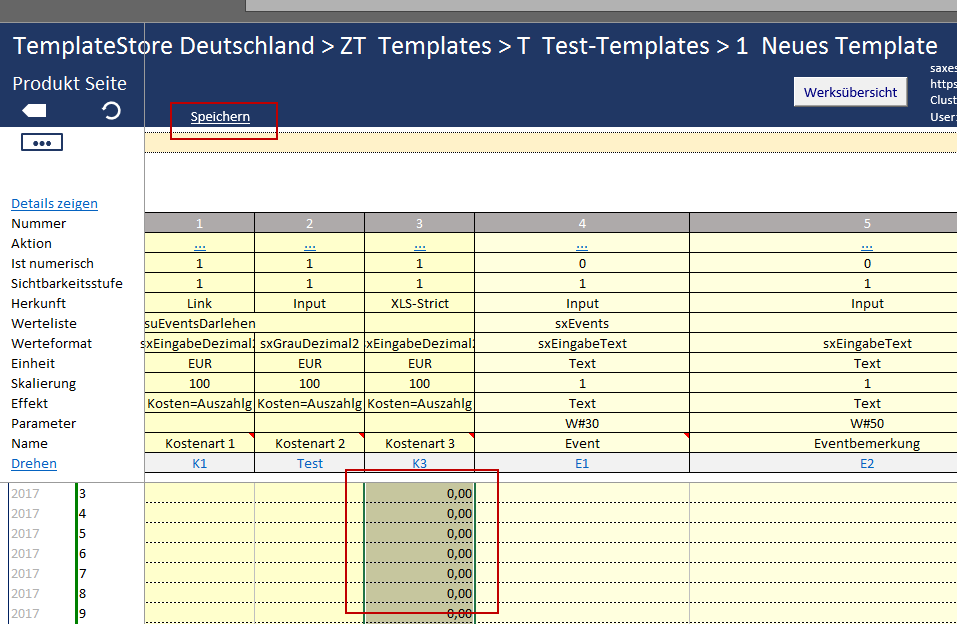 TemplateStore Deutschland > ZT Templates > T Test-Templates > 1 Neues Template
Produkt Seite
saxes
Werksübersicht
https
Clust
Speichern
User:
•••
Details zeigen
Nummer 1 2 3 4 5
Aktion ... ... ... ... ...
Ist numerisch 1 1 1 0 0
Sichtbarkeitsstufe 1 1 1 1 1
Herkunft Link Input XLS-Strict Input Input
Werteliste suEventsDarlehen sxEvents
Werteformat sxEingabeDezimal2 sxGrauDezimal2 xEingabeDezimal2 sxEingabeText sxEingabeText
Einheit EUR EUR EUR Text Text
Skalierung 100 100 100 1 1
Effekt Kosten=Auszahlg Kosten=Auszahlg Kosten=Auszahlg Text Text
Parameter W#30 W#50
Name Kostenart 1 Kostenart 2 Kostenart 3 Event Eventbemerkung
Drehen K1 Test K3 E1 E2
2017 3 0,00
2017 4 0,00
2017 5 0,00
2017 6 0,00
2017 7 0,00
2017 8 0,00
2017 9 0,00